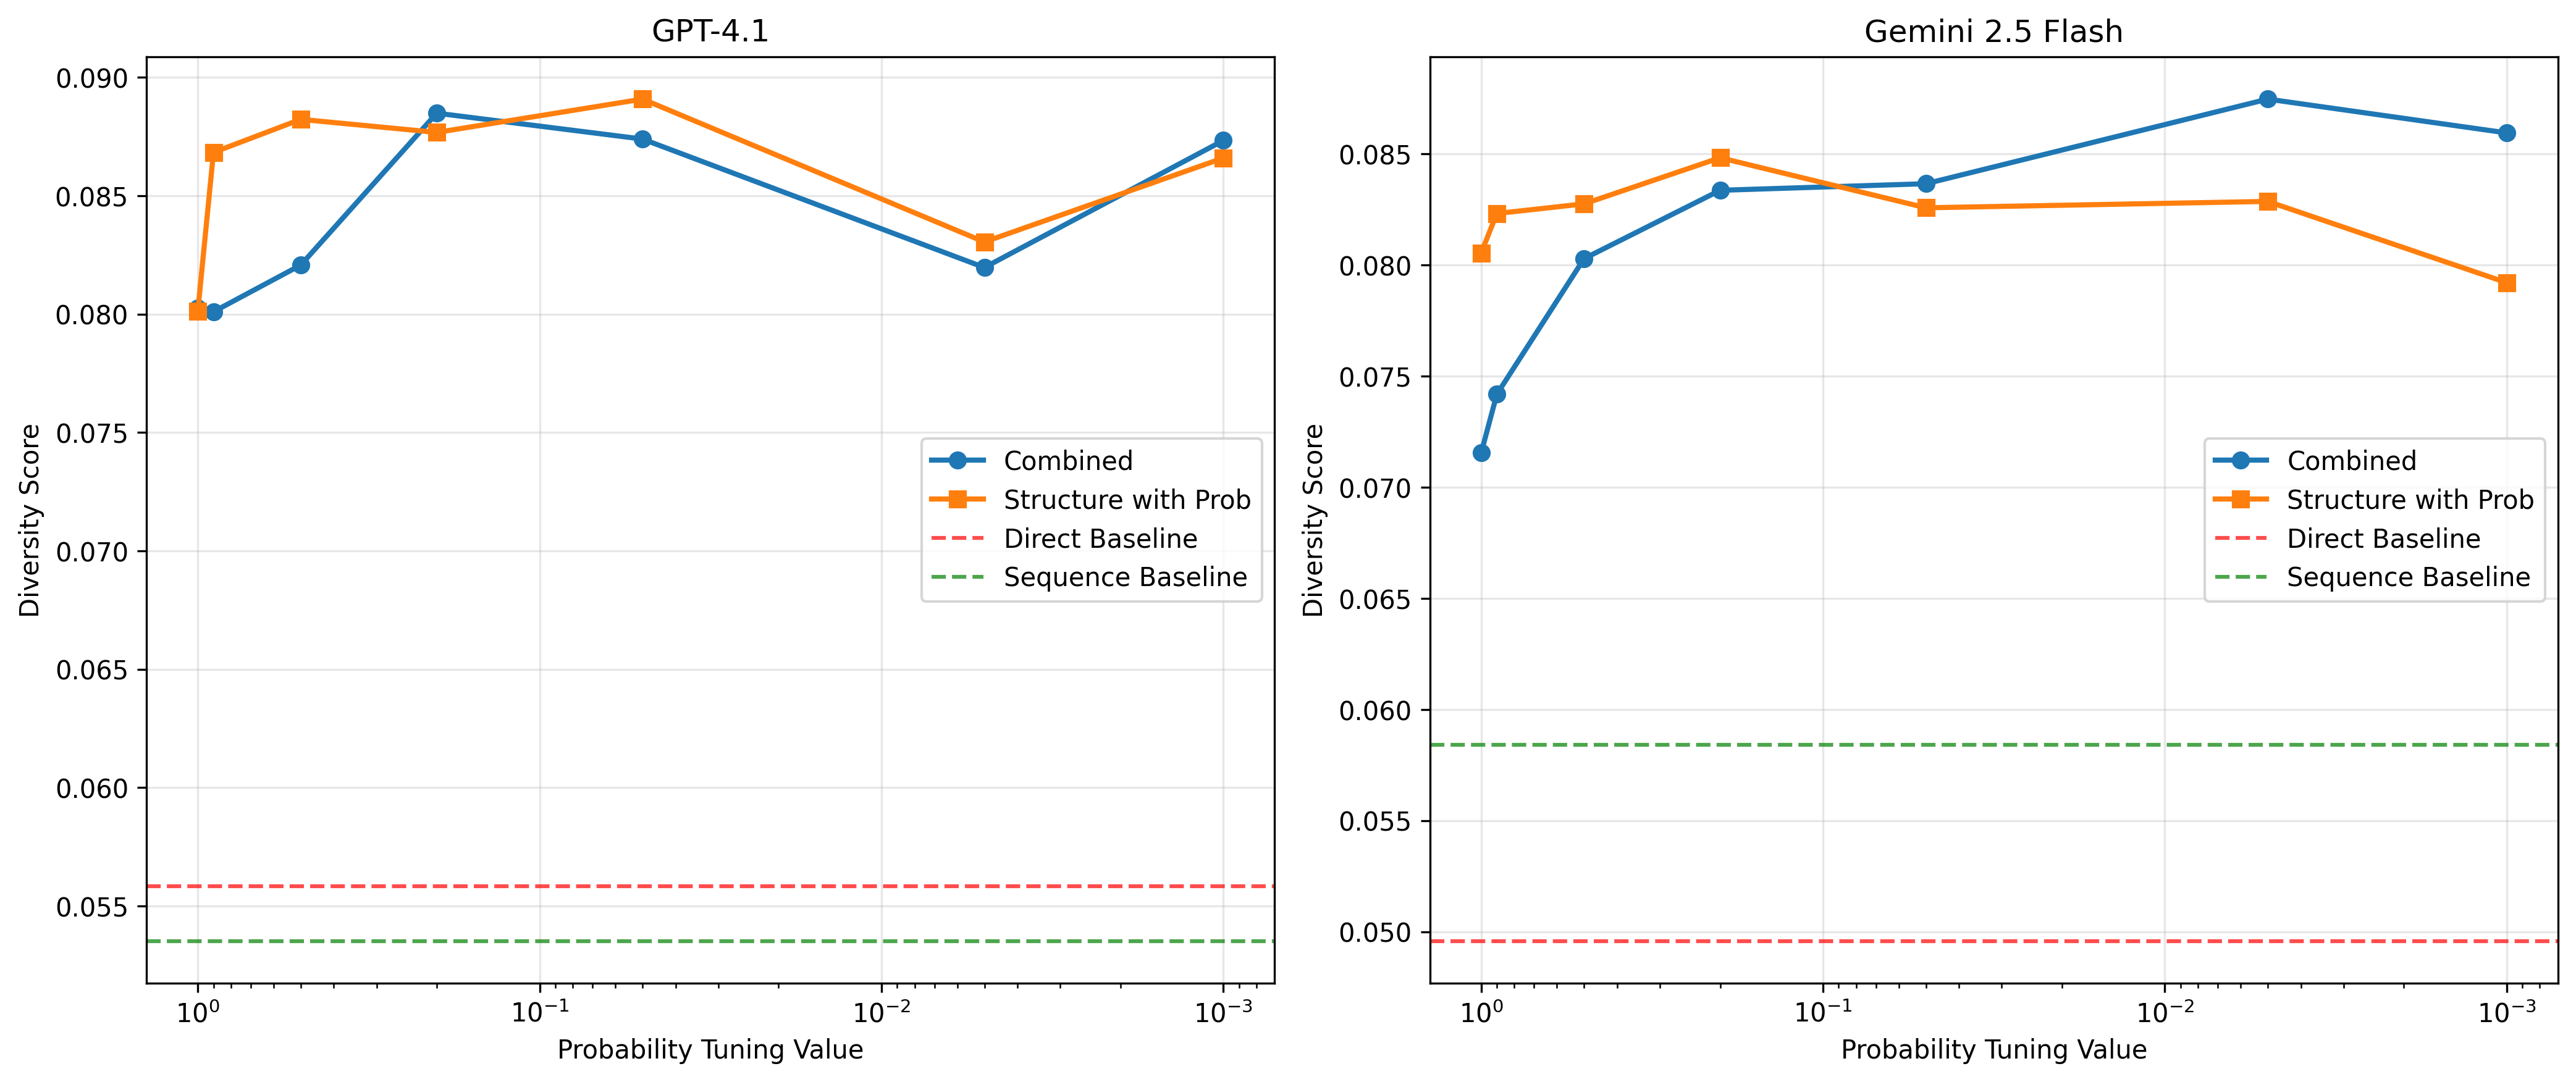 GPT-4.1
Diversity Score
0.090
0.085
0.080
0.075
0.070
0.065
0.060
0.055
Combined
Structure with Prob
Direct Baseline
Sequence Baseline
10⁰
10⁻¹
10⁻²
10⁻³
Probability Tuning Value
Gemini 2.5 Flash
Diversity Score
0.085
0.080
0.075
0.070
0.065
0.060
0.055
0.050
Combined
Structure with Prob
Direct Baseline
Sequence Baseline
10⁰
10⁻¹
10⁻²
10⁻³
Probability Tuning Value